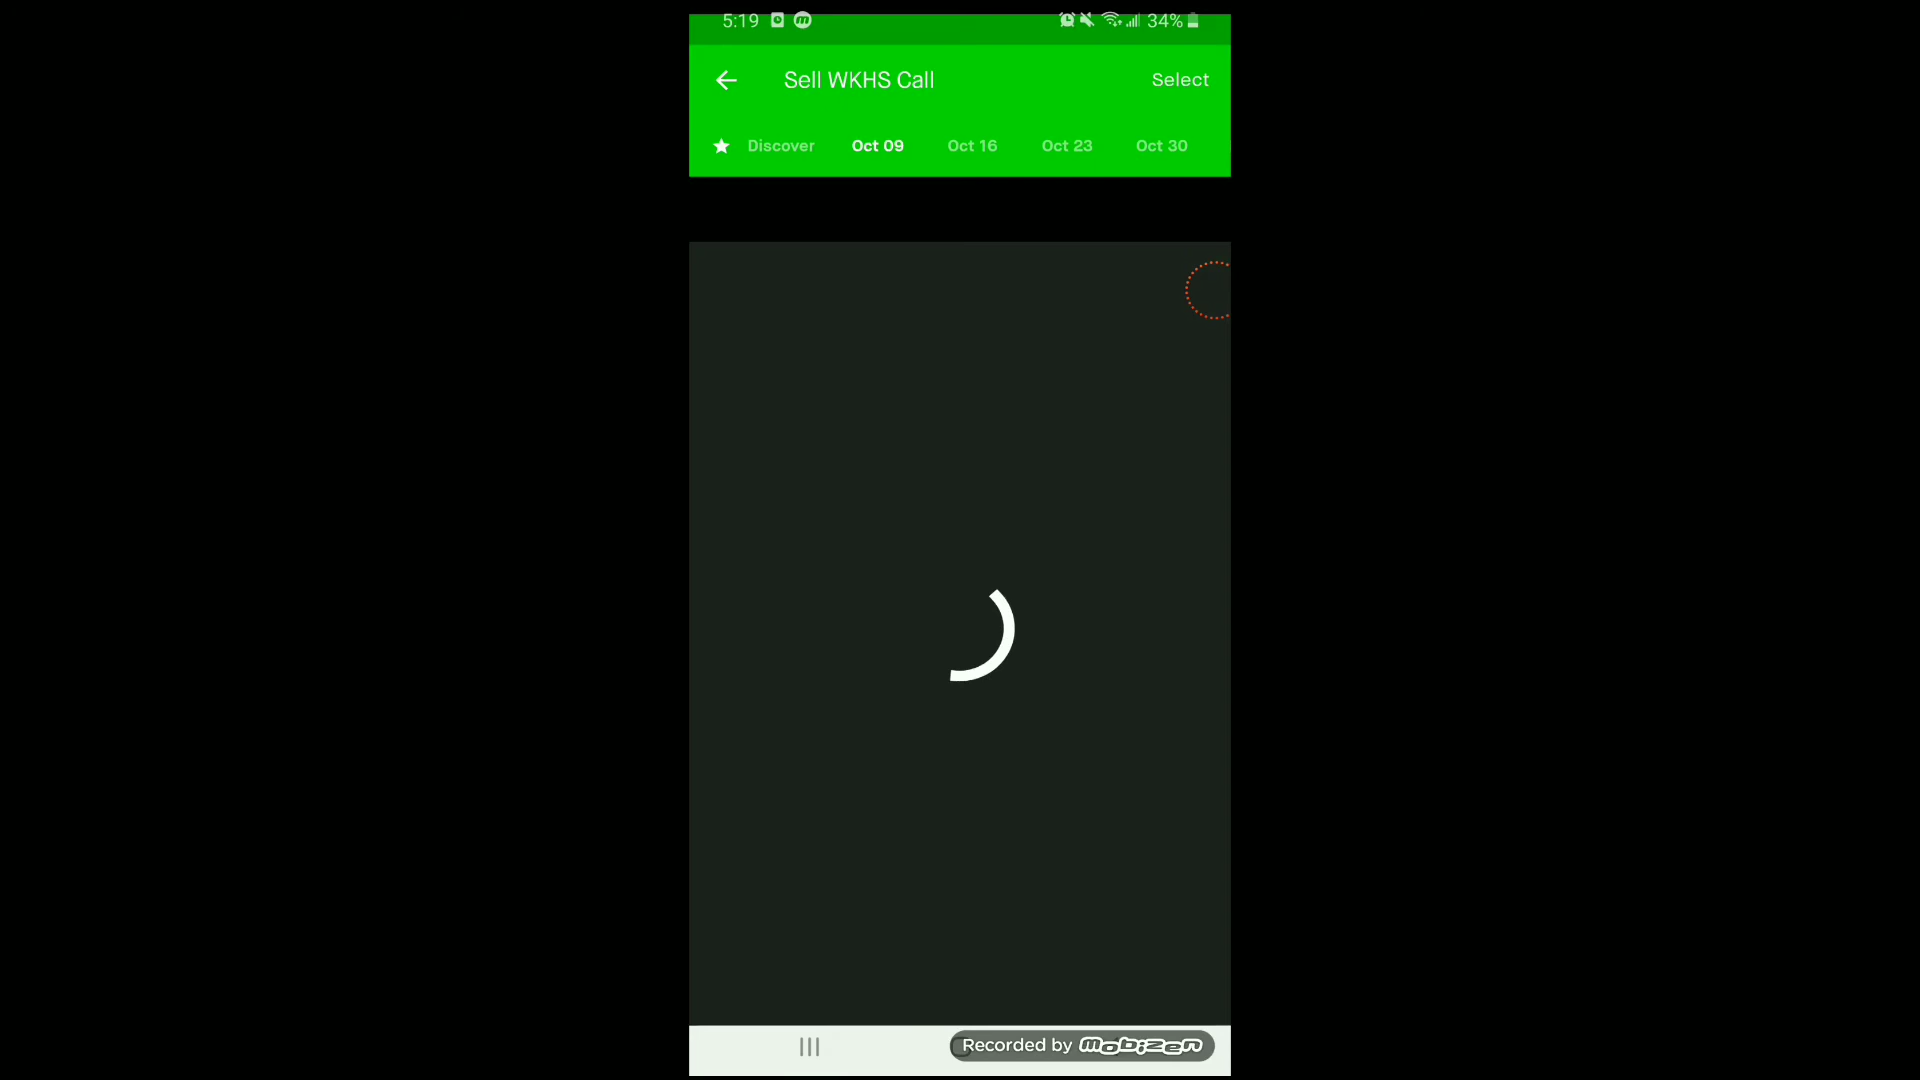 5:19 34%
Sell WKHS Call Select
Discover Oct 09 Oct 16 Oct 23 Oct 30
Recorded by mobizen